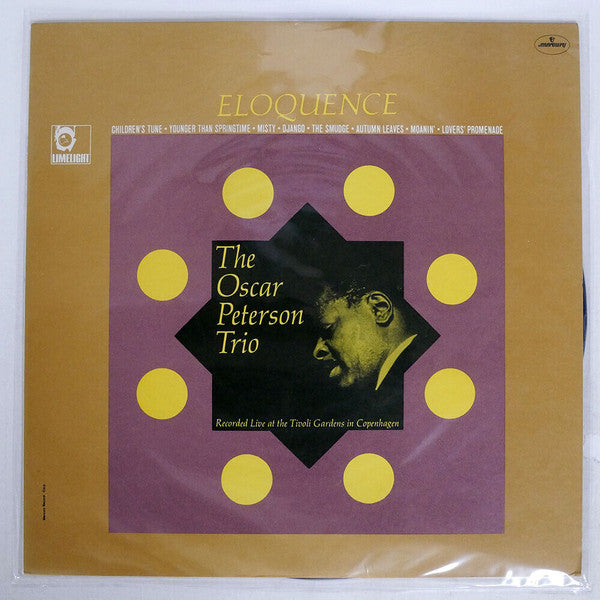 mercury
ELOQUENCE
CHILDREN'S TUNE • YOUNGER THAN SPRINGTIME • MISTY • DJANGO • THE SMUDGE • AUTUMN LEAVES • MOANIN' • LOVERS' PROMENADE
LIMELIGHT
The
Oscar
Peterson
Trio
Recorded Live at the Tivoli Gardens in Copenhagen